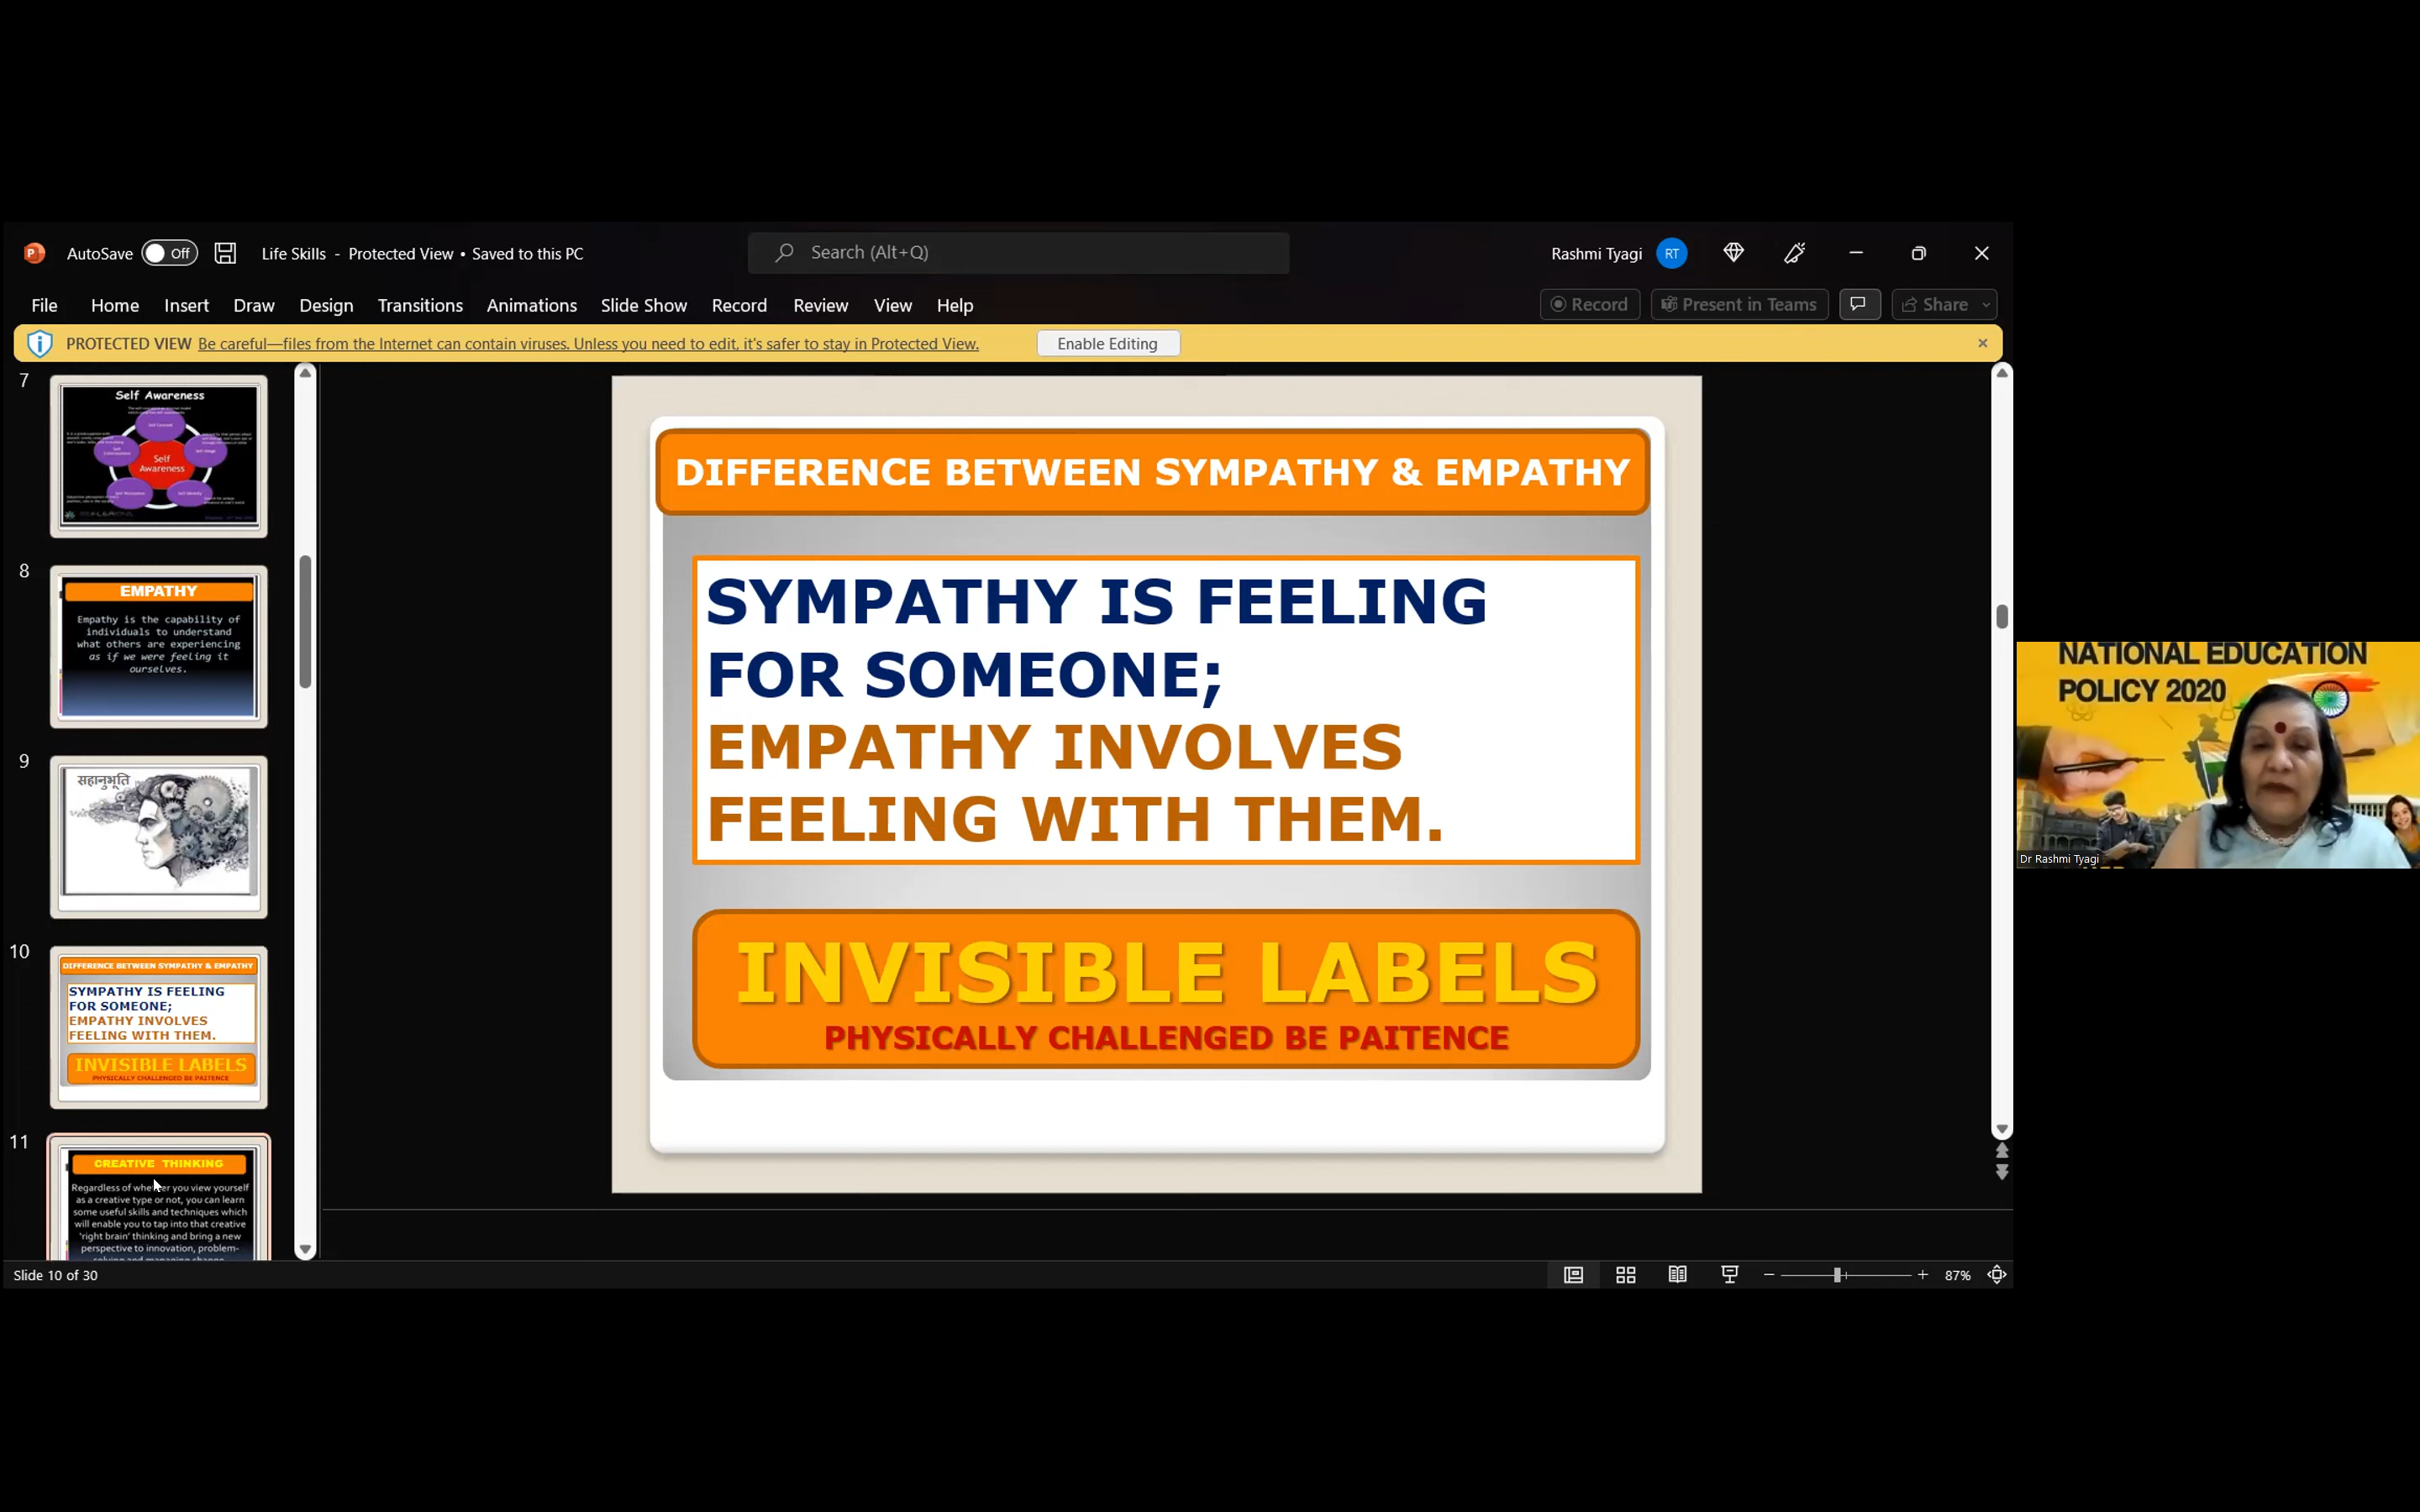 AutoSave Off Life Skills - Protected View • Saved to this PC Search (Alt+Q) Rashmi Tyagi RT
File Home Insert Draw Design Transitions Animations Slide Show Record Review View Help Record Present in Teams Share
PROTECTED VIEW Be careful—files from the Internet can contain viruses. Unless you need to edit, it's safer to stay in Protected View. Enable Editing
7
Self Awareness
Self
Awareness
8
EMPATHY
Empathy is the capability of
individuals to understand
what others are experiencing
as if we were feeling it
ourselves.
9
सहानुभूति
10
DIFFERENCE BETWEEN SYMPATHY & EMPATHY
SYMPATHY IS FEELING
FOR SOMEONE;
EMPATHY INVOLVES
FEELING WITH THEM.
INVISIBLE LABELS
PHYSICALLY CHALLENGED BE PAITENCE
11
CREATIVE THINKING
Regardless of whether you view yourself
as a creative type or not, you can learn
some useful skills and techniques which
will enable you to tap into that creative
'right brain' thinking and bring a new
perspective to innovation, problem-
DIFFERENCE BETWEEN SYMPATHY & EMPATHY
SYMPATHY IS FEELING
FOR SOMEONE;
EMPATHY INVOLVES
FEELING WITH THEM.
INVISIBLE LABELS
PHYSICALLY CHALLENGED BE PAITENCE
NATIONAL EDUCATION
POLICY 2020
Dr Rashmi Tyagi
Slide 10 of 30
87%